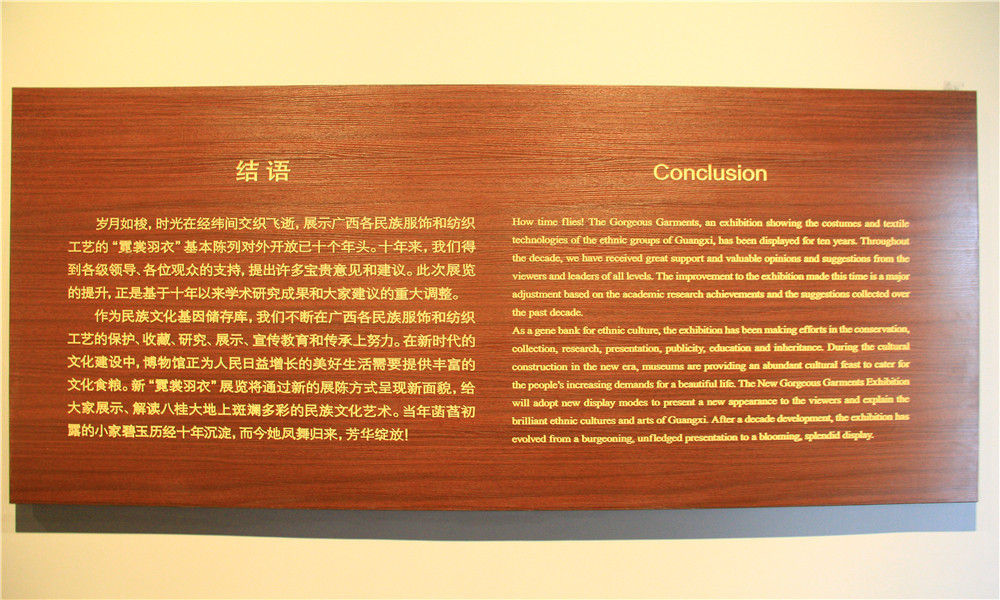 结语
岁月如梭，时光在经纬间交织飞逝，展示广西各民族服饰和纺织
工艺的“霓裳羽衣”基本陈列对外开放已十个年头。十年来，我们得
到各级领导、各位观众的支持，提出许多宝贵意见和建议。此次展览
的提升，正是基于十年以来学术研究成果和大家建议的重大调整。
作为民族文化基因储存库，我们不断在广西各民族服饰和纺织
工艺的保护、收藏、研究、展示、宣传教育和传承上努力。在新时代的
文化建设中，博物馆正为人民日益增长的美好生活需要提供丰富的
文化食粮。新“霓裳羽衣”展览将通过新的展陈方式呈现新面貌，给
大家展示、解读八桂大地上斑斓多彩的民族文化艺术。当年菡萏初
露的小家碧玉历经十年沉淀，而今她凤舞归来，芳华绽放！
Conclusion
How time flies! The Gorgeous Garments, an exhibition showing the costumes and textile
technologies of the ethnic groups of Guangxi, has been displayed for ten years. Throughout
the decade, we have received great support and valuable opinions and suggestions from the
viewers and leaders of all levels. The improvement to the exhibition made this time is a major
adjustment based on the academic research achievements and the suggestions collected over
the past decade.
As a gene bank for ethnic culture, the exhibition has been making efforts in the conservation,
collection, research, presentation, publicity, education and inheritance. During the cultural
construction in the new era, museums are providing an abundant cultural feast to cater for
the people's increasing demands for a beautiful life. The New Gorgeous Garments Exhibition
will adopt new display modes to present a new appearance to the viewers and explain the
brilliant ethnic cultures and arts of Guangxi. After a decade development, the exhibition has
evolved from a burgeoning, unfledged presentation to a blooming, splendid display.